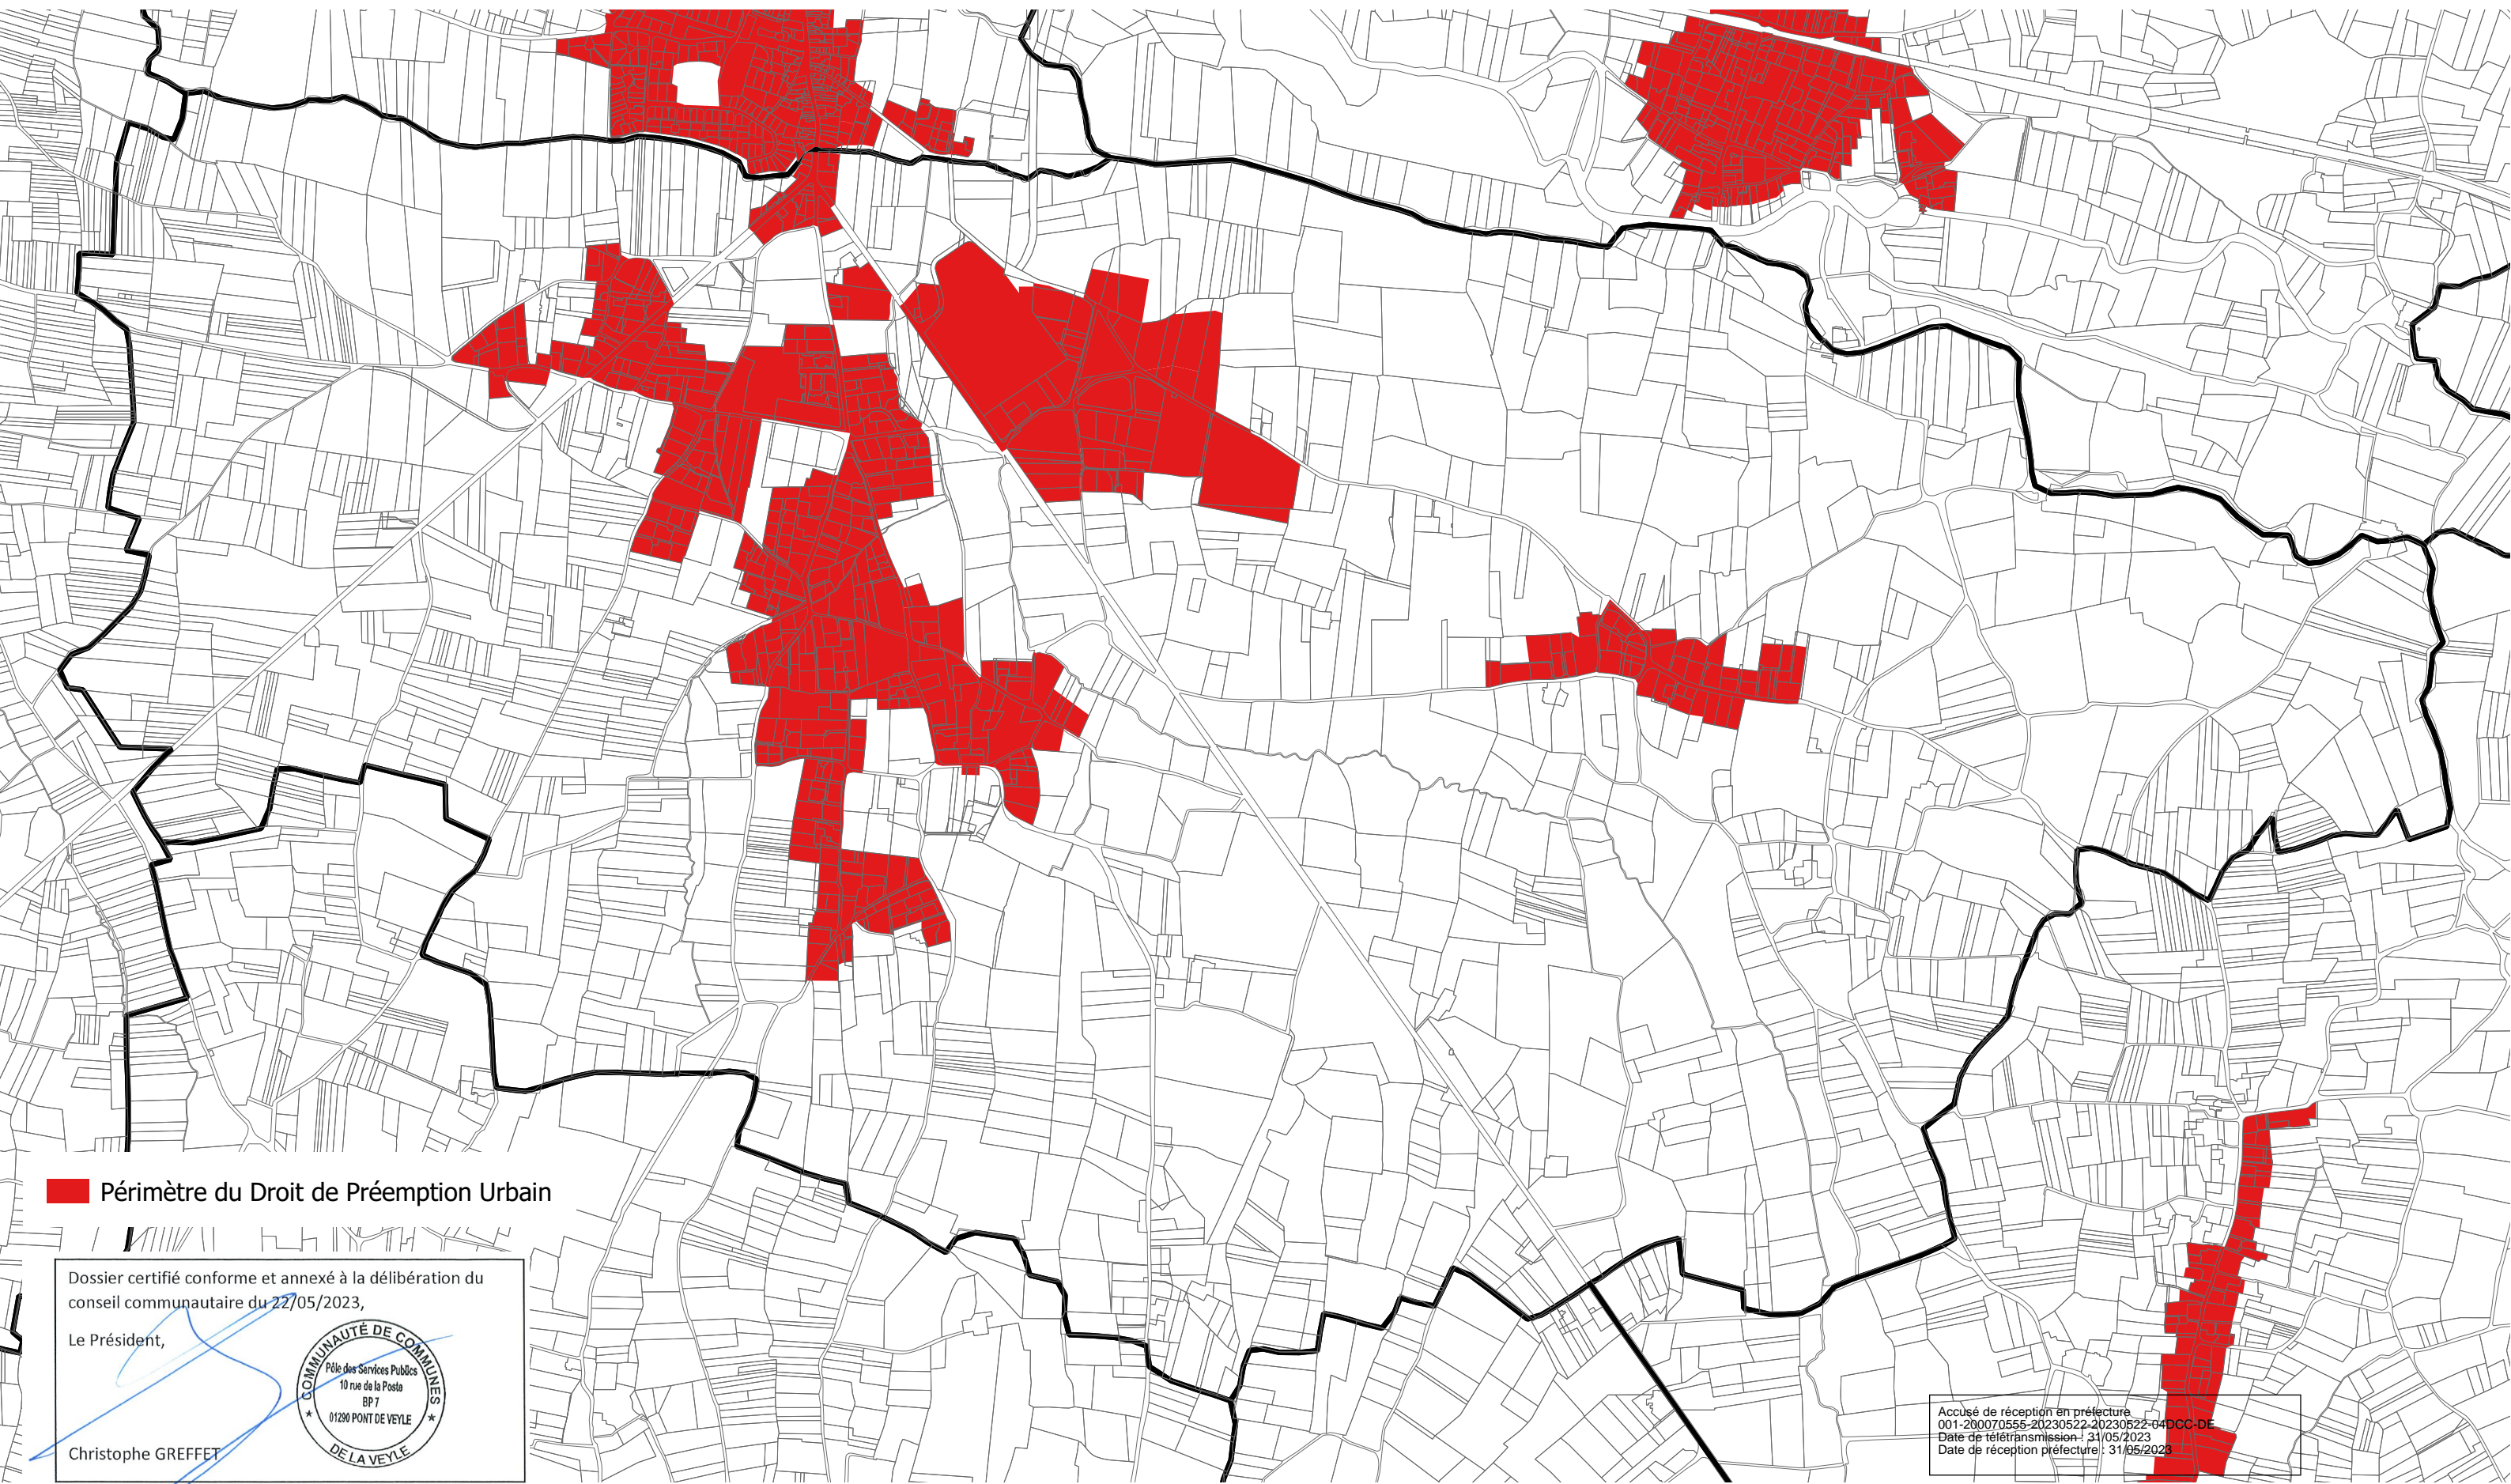 Périmètre du Droit de Préemption Urbain
Dossier certifié conforme et annexé à la délibération du
conseil communautaire du 22/05/2023,
Le Président,
COMMUNAUTÉ DE COMMUNES
Pôle des Services Publics
10 rue de la Poste
BP 7
01290 PONT DE VEYLE
DE LA VEYLE
Christophe GREFFET
Accusé de réception en préfecture
001-200070555-20230522-20230522-04DCC-DE
Date de télétransmission : 31/05/2023
Date de réception préfecture : 31/05/2023